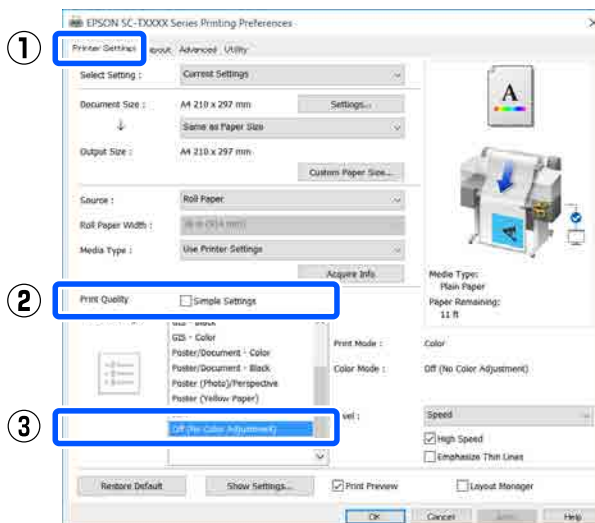 EPSON SC-TXXXX Series Printing Preferences
① Printer Settings Advanced Utility
Select Setting : Current Settings
Document Size : A4 210 x 297 mm Settings...
Same as Paper Size
Output Size : A4 210 x 297 mm
Custom Paper Size...
Source : Roll Paper
Roll Paper Width : 36 in (914 mm)
Media Type : Use Printer Settings
Acquire Info
Media Type:
Plain Paper
Paper Remaining:
11 ft
② Print Quality Simple Settings
GIS - Color
Poster/Document - Color
Poster/Document - Black
Poster (Photo)/Perspective
Poster (Yellow Paper)
Print Mode : Color
Color Mode : Off (No Color Adjustment)
③ Off (No Color Adjustment)
Speed
High Speed
Emphasize Thin Lines
Restore Default Show Settings... Print Preview Layout Manager
OK Cancel Help